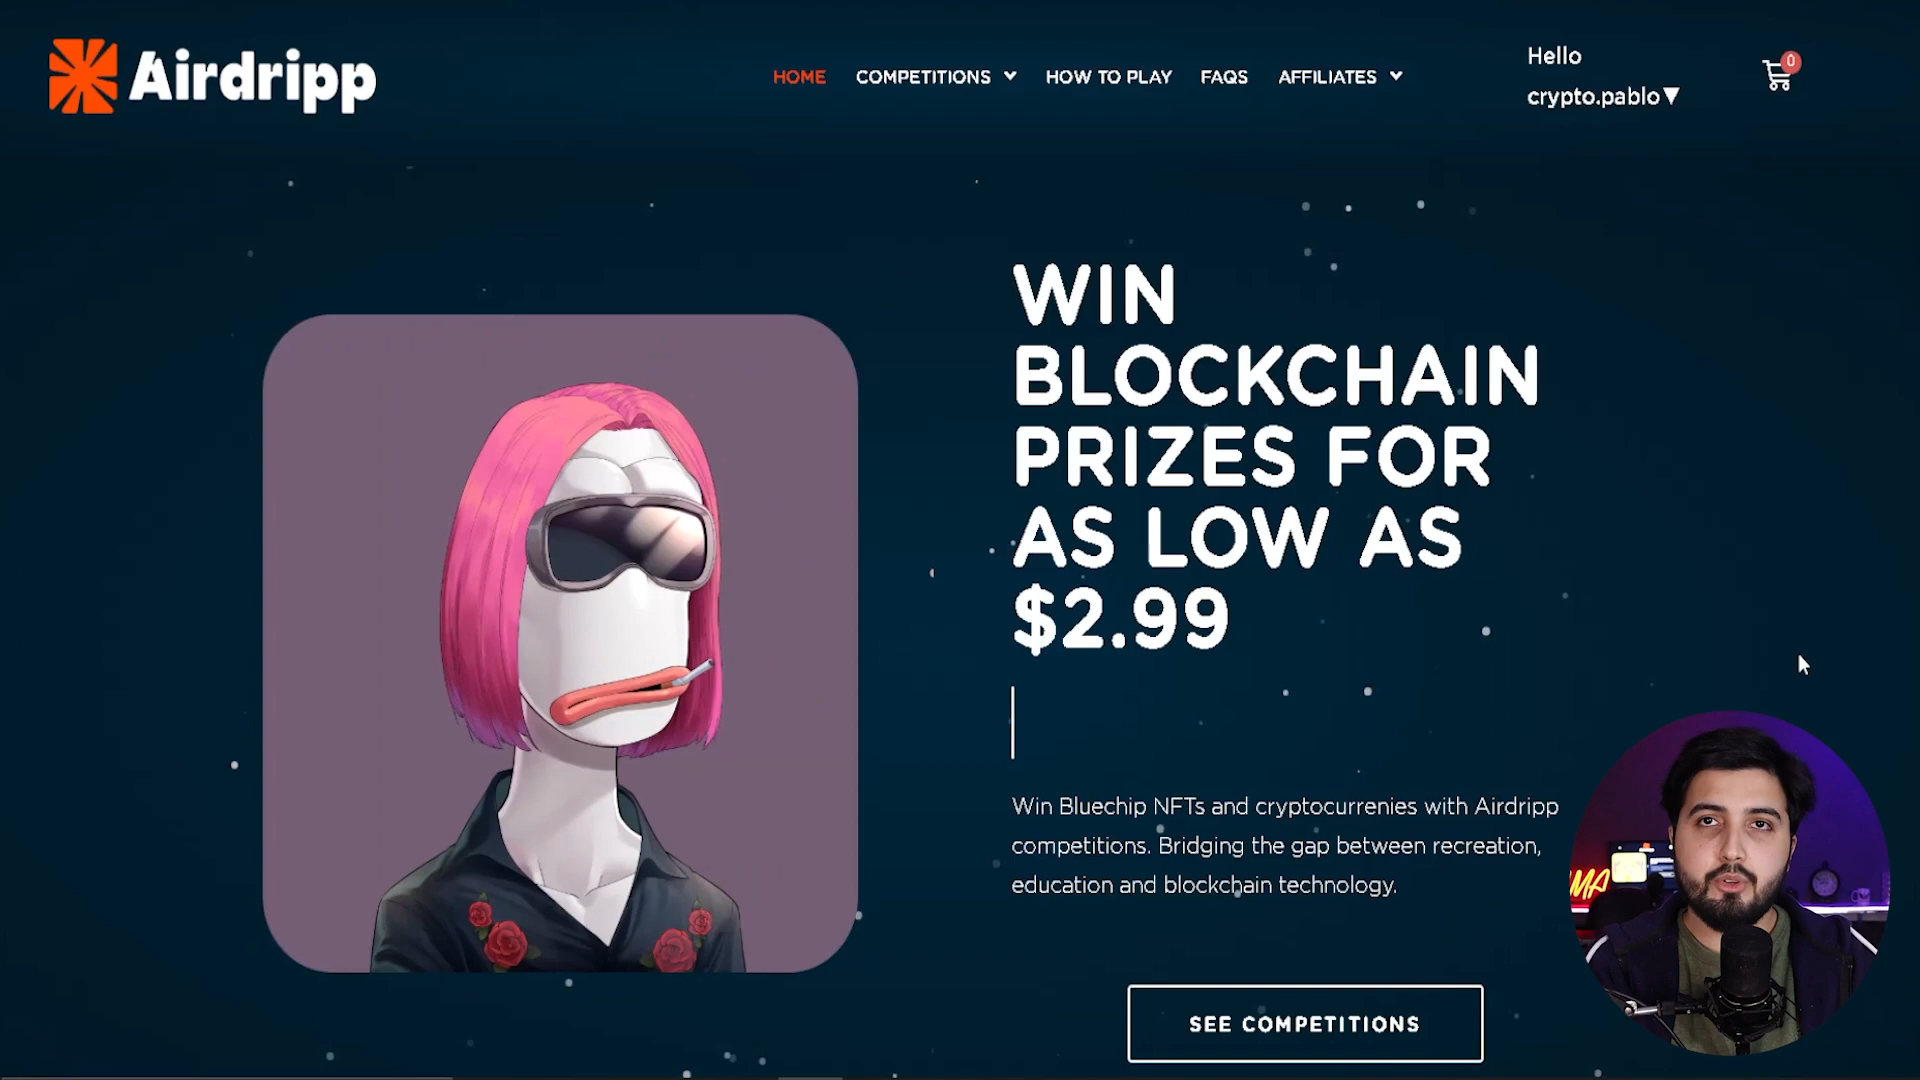 Airdripp
HOME COMPETITIONS HOW TO PLAY FAQS AFFILIATES
Hello
crypto.pablo▼
0
WIN
BLOCKCHAIN
PRIZES FOR
AS LOW AS
$2.99
Win Bluechip NFTs and cryptocurrenies with Airdripp
competitions. Bridging the gap between recreation,
education and blockchain technology.
SEE COMPETITIONS
MA